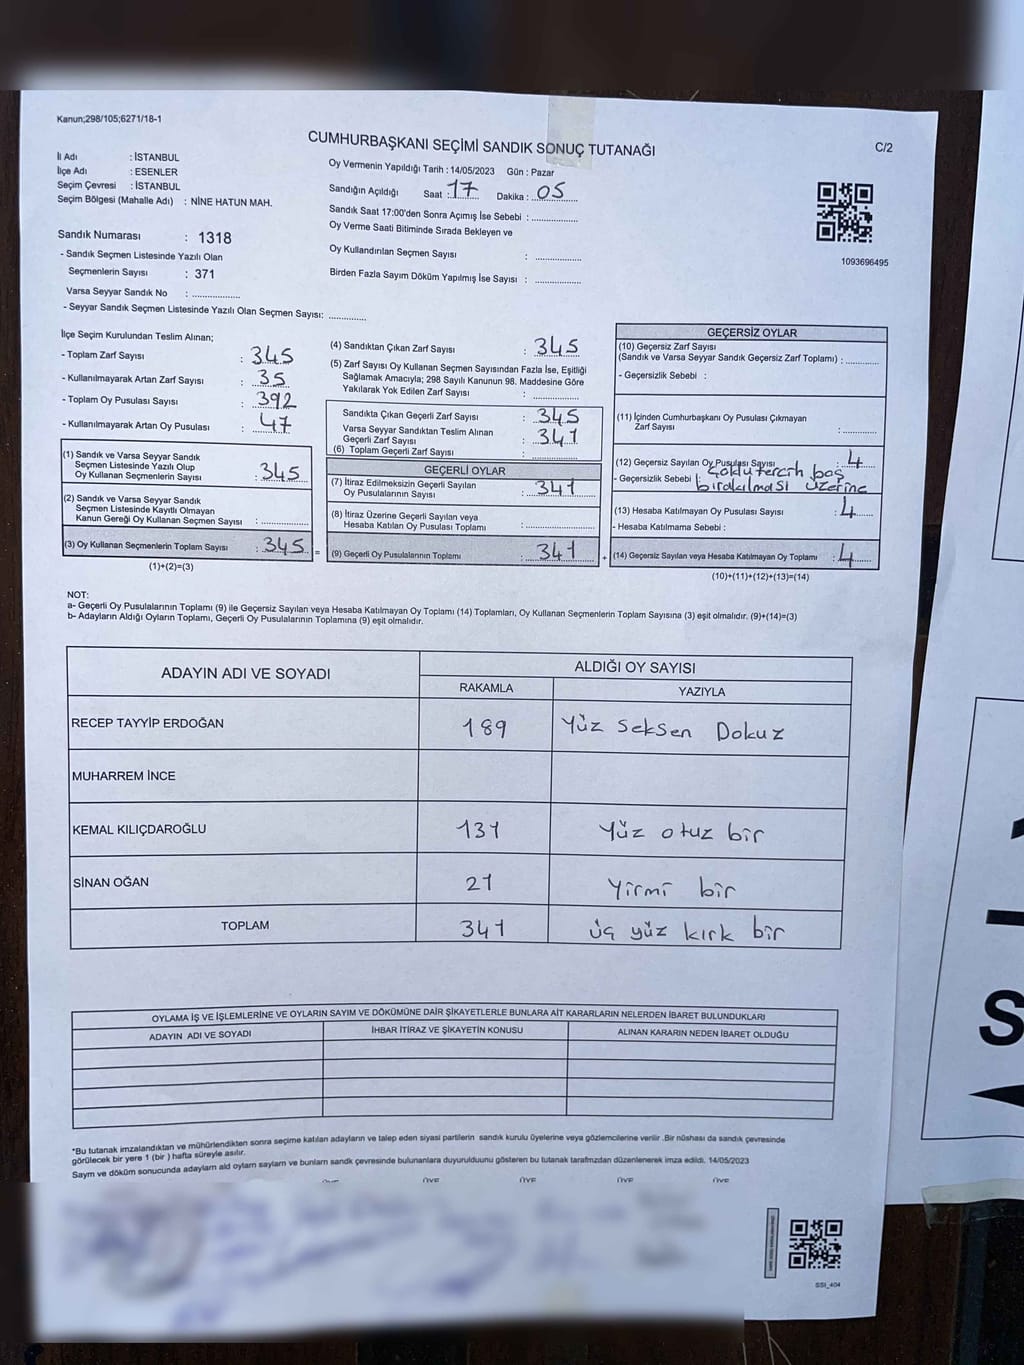 Kanun;298/105;6271/18-1
CUMHURBAŞKANI SEÇİMİ SANDIK SONUÇ TUTANAĞI
C/2
İl Adı : İSTANBUL
İlçe Adı : ESENLER
Seçim Çevresi : İSTANBUL
Seçim Bölgesi (Mahalle Adı) : NİNE HATUN MAH.
Sandık Numarası : 1318
- Sandık Seçmen Listesinde Yazılı Olan
Seçmenlerin Sayısı : 371
Varsa Seyyar Sandık No : ..................
- Seyyar Sandık Seçmen Listesinde Yazılı Olan Seçmen Sayısı: ..............
Oy Vermenin Yapıldığı Tarih : 14/05/2023 Gün : Pazar
Sandığın Açıldığı Saat : 17 Dakika : 05
Sandık Saat 17:00'den Sonra Açımış İse Sebebi : ..............
Oy Verme Saati Bitiminde Sırada Bekleyen ve
Oy Kullandırılan Seçmen Sayısı : ..............
Birden Fazla Sayım Döküm Yapılmış İse Sayısı : ..............
1093696495
İlçe Seçim Kurulundan Teslim Alınan;
- Toplam Zarf Sayısı : 345
- Kullanılmayarak Artan Zarf Sayısı : 35
- Toplam Oy Pusulası Sayısı : 392
- Kullanılmayarak Artan Oy Pusulası : 47
(1) Sandık ve Varsa Seyyar Sandık
Seçmen Listesinde Yazılı Olup
Oy Kullanan Seçmenlerin Sayısı : 345
(2) Sandık ve Varsa Seyyar Sandık
Seçmen Listesinde Kayıtlı Olmayan
Kanun Gereği Oy Kullanan Seçmen Sayısı : ..............
(3) Oy Kullanan Seçmenlerin Toplam Sayısı : 345 =
(1)+(2)=(3)
(4) Sandıktan Çıkan Zarf Sayısı : 345
(5) Zarf Sayısı Oy Kullanan Seçmen Sayısından Fazla İse, Eşitliği
Sağlamak Amacıyla; 298 Sayılı Kanunun 98. Maddesine Göre
Yakılarak Yok Edilen Zarf Sayısı : ..............
Sandıkta Çıkan Geçerli Zarf Sayısı : 345
Varsa Seyyar Sandıktan Teslim Alınan
Geçerli Zarf Sayısı : 341
(6) Toplam Geçerli Zarf Sayısı : ..............
GEÇERLİ OYLAR
(7) İtiraz Edilmeksizin Geçerli Sayılan
Oy Pusulalarının Sayısı : 341
(8) İtiraz Üzerine Geçerli Sayılan veya
Hesaba Katılan Oy Pusulası Toplamı : ..............
(9) Geçerli Oy Pusulalarının Toplamı : 341 +
GEÇERSİZ OYLAR
(10) Geçersiz Zarf Sayısı
(Sandık ve Varsa Seyyar Sandık Geçersiz Zarf Toplamı) : ..............
- Geçersizlik Sebebi :
(11) İçinden Cumhurbaşkanı Oy Pusulası Çıkmayan
Zarf Sayısı : ..............
(12) Geçersiz Sayılan Oy Pusulası Sayısı : 4
- Geçersizlik Sebebi : tercih boş
bırakılması üzerine
(13) Hesaba Katılmayan Oy Pusulası Sayısı : 4
- Hesaba Katılmama Sebebi :
(14) Geçersiz Sayılan veya Hesaba Katılmayan Oy Toplamı : 4
(10)+(11)+(12)+(13)=(14)
NOT:
a- Geçerli Oy Pusulalarının Toplamı (9) ile Geçersiz Sayılan veya Hesaba Katılmayan Oy Toplamı (14) Toplamları, Oy Kullanan Seçmenlerin Toplam Sayısına (3) eşit olmalıdır. (9)+(14)=(3)
b- Adayların Aldığı Oyların Toplamı, Geçerli Oy Pusulalarının Toplamına (9) eşit olmalıdır.
ADAYIN ADI VE SOYADI
ALDIĞI OY SAYISI
RAKAMLA YAZIYLA
RECEP TAYYİP ERDOĞAN 189 Yüz Seksen Dokuz
MUHARREM İNCE
KEMAL KILIÇDAROĞLU 131 Yüz otuz bir
SİNAN OĞAN 21 Yirmi bir
TOPLAM 341 üç yüz kırk bir
OYLAMA İŞ VE İŞLEMLERİNE VE OYLARIN SAYIM VE DÖKÜMÜNE DAİR ŞİKAYETLERLE BUNLARA AİT KARARLARIN NELERDEN İBARET BULUNDUKLARI
ADAYIN ADI VE SOYADI İHBAR İTİRAZ VE ŞİKAYETİN KONUSU ALINAN KARARIN NEDEN İBARET OLDUĞU
*Bu tutanak imzalandıktan ve mühürlendikten sonra seçime katılan adayların ve talep eden siyasi partilerin sandık kurulu üyelerine veya gözlemcilerine verilir .Bir nüshası da sandık çevresinde
görülecek bir yere 1 (bir ) hafta süreyle asılır.
Sayım ve döküm sonucunda adayların aldı oyların sayların ve bunların sandık çevresinde bulunanlara duyurulduunu gösteren bu tutanak tarafımızdan düzenlenerek imza edildi. 14/05/2023
ÜYE ÜYE ÜYE ÜYE ÜYE
SSI_404
S